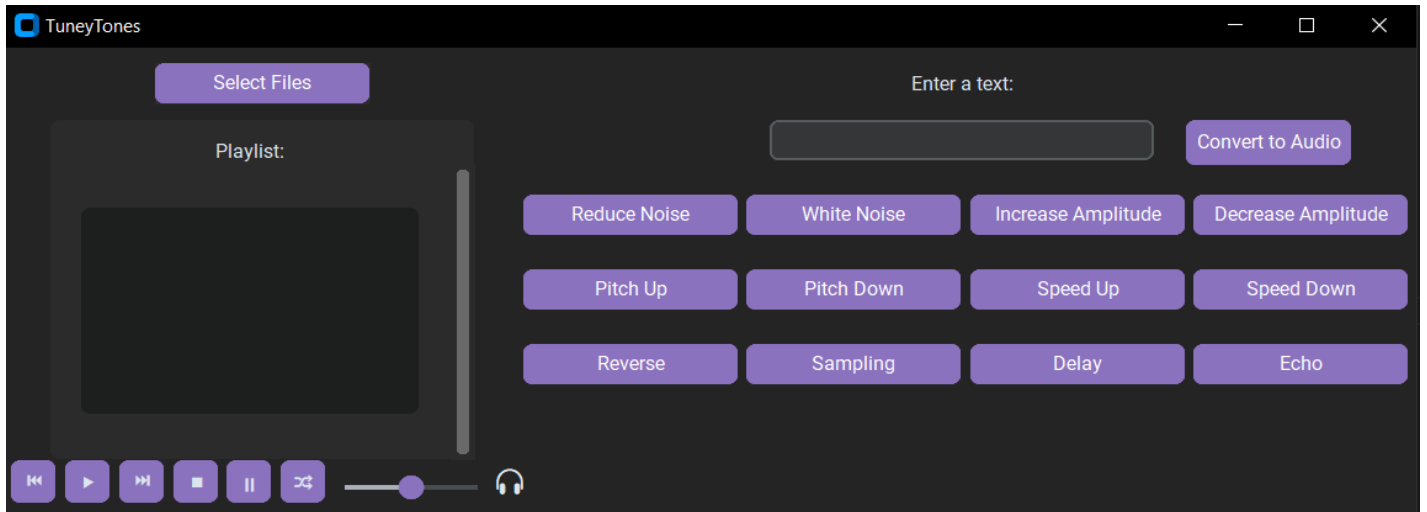 TuneyTones
Select Files
Enter a text:
Playlist:
Convert to Audio
Reduce Noise
White Noise
Increase Amplitude
Decrease Amplitude
Pitch Up
Pitch Down
Speed Up
Speed Down
Reverse
Sampling
Delay
Echo